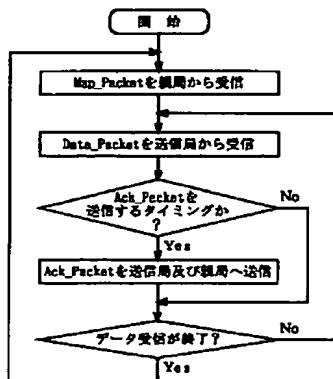 開 始
Map_Packetを親局から受信
Data_Packetを送信局から受信
Ack_Packetを
送信するタイミングか
?
No
Yes
Ack_Packetを送信局及び親局へ送信
データ受信が終了?
No
Yes